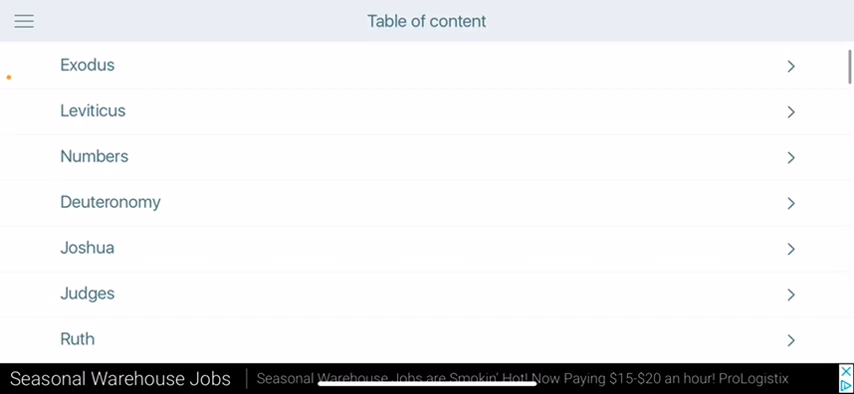 Table of content
Exodus
Leviticus
Numbers
Deuteronomy
Joshua
Judges
Ruth
Seasonal Warehouse Jobs
Seasonal Warehouse Jobs are Smokin' Hot! Now Paying $15-$20 an hour! ProLogistix